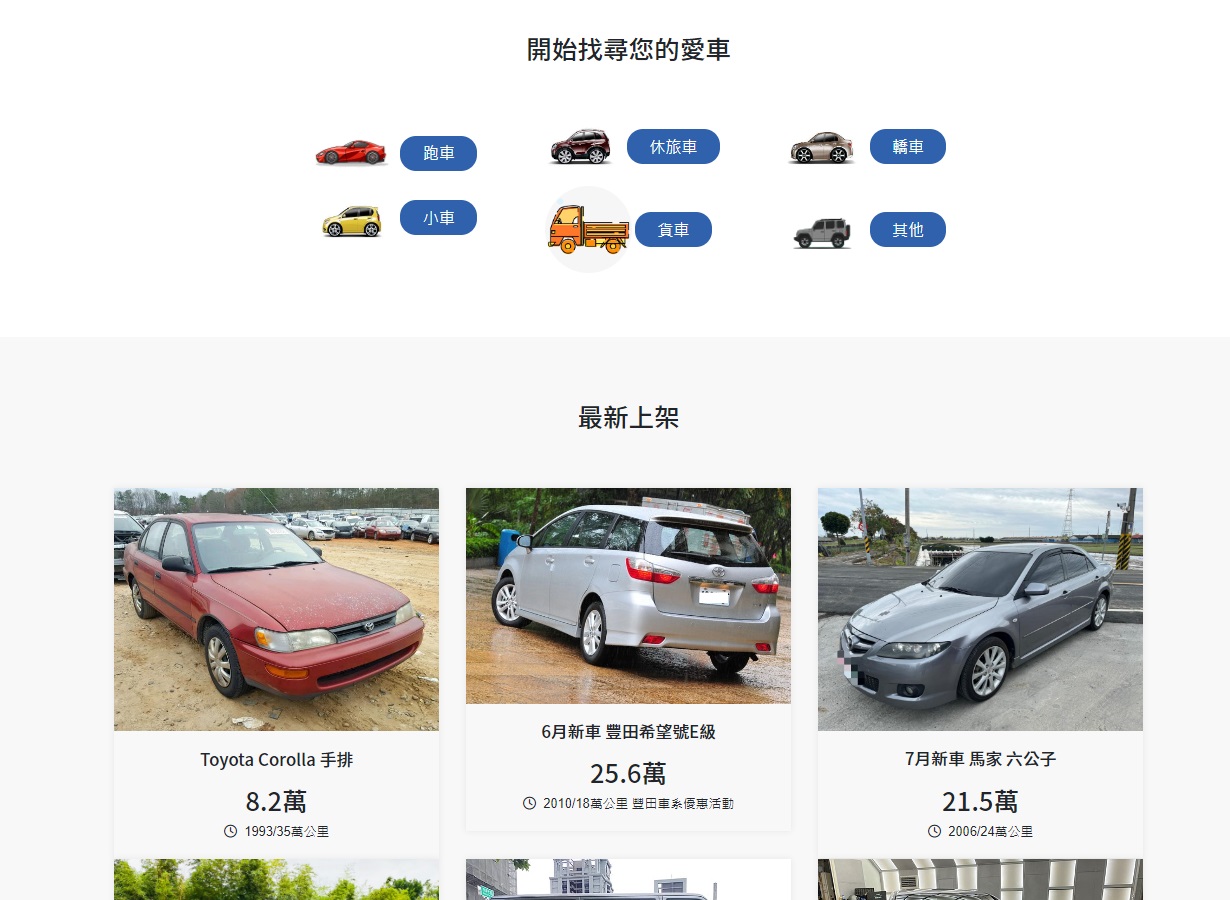 開始找尋您的愛車
跑車
休旅車
轎車
小車
貨車
其他
最新上架
Toyota Corolla 手排
8.2萬
1993/35萬公里
6月新車 豐田希望號E級
25.6萬
2010/18萬公里 豐田車系優惠活動
7月新車 馬家 六公子
21.5萬
2006/24萬公里